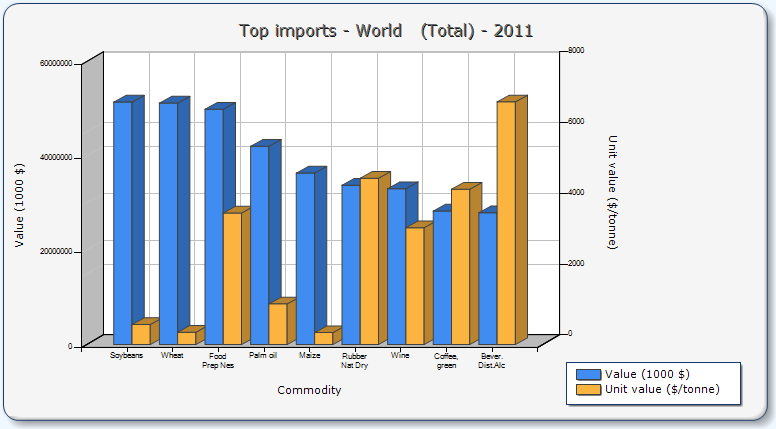 Top imports - World (Total) - 2011
Value (1000 $)
60000000
40000000
20000000
0
8000
6000
4000
2000
0
Unit value ($/tonne)
Soybeans
Wheat
Food
Prep Nes
Palm oil
Maize
Rubber
Nat Dry
Wine
Coffee,
green
Bever.
Dist.Alc
Commodity
Value (1000 $)
Unit value ($/tonne)